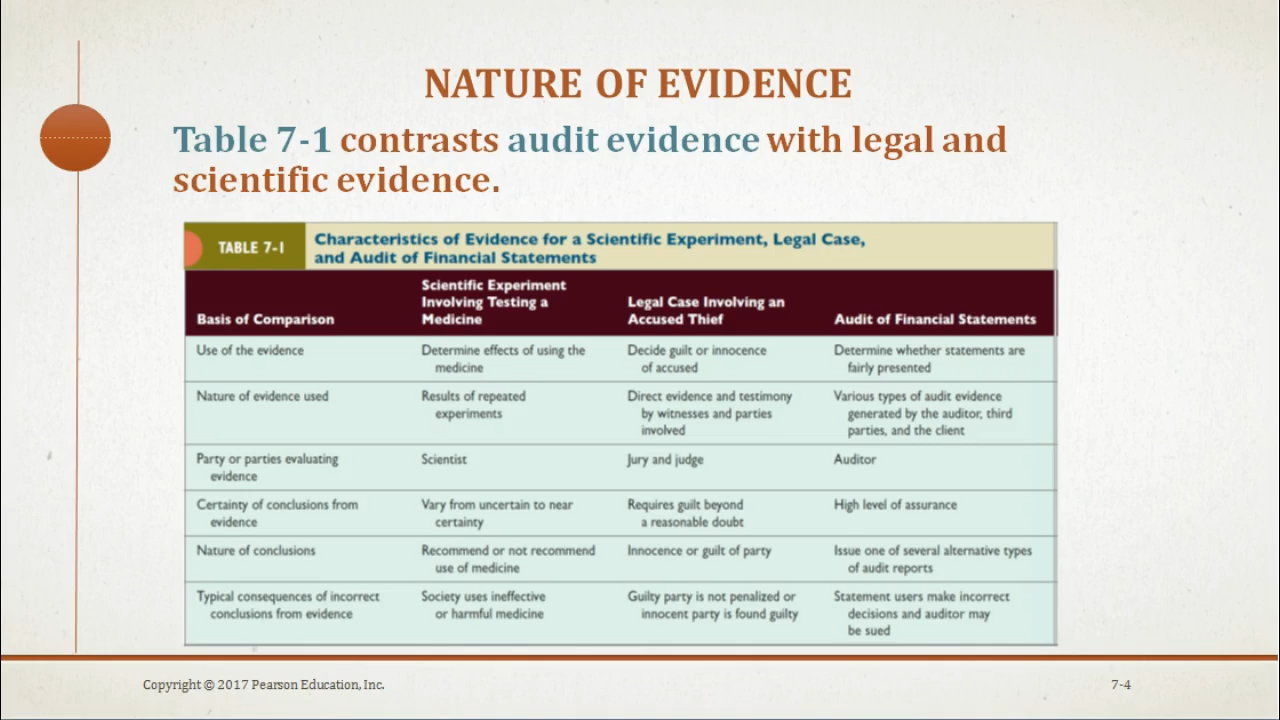 NATURE OF EVIDENCE
Table 7-1 contrasts audit evidence with legal and
scientific evidence.
TABLE 7-1
Characteristics of Evidence for a Scientific Experiment, Legal Case,
and Audit of Financial Statements
Basis of Comparison
Scientific Experiment
Involving Testing a
Medicine
Legal Case Involving an
Accused Thief
Audit of Financial Statements
Use of the evidence
Determine effects of using the
medicine
Decide guilt or innocence
of accused
Determine whether statements are
fairly presented
Nature of evidence used
Results of repeated
experiments
Direct evidence and testimony
by witnesses and parties
involved
Various types of audit evidence
generated by the auditor, third
parties, and the client
Party or parties evaluating
evidence
Scientist
Jury and judge
Auditor
Certainty of conclusions from
evidence
Vary from uncertain to near
certainty
Requires guilt beyond
a reasonable doubt
High level of assurance
Nature of conclusions
Recommend or not recommend
use of medicine
Innocence or guilt of party
Issue one of several alternative types
of audit reports
Typical consequences of incorrect
conclusions from evidence
Society uses ineffective
or harmful medicine
Guilty party is not penalized or
innocent party is found guilty
Statement users make incorrect
decisions and auditor may
be sued
Copyright © 2017 Pearson Education, Inc.
7-4